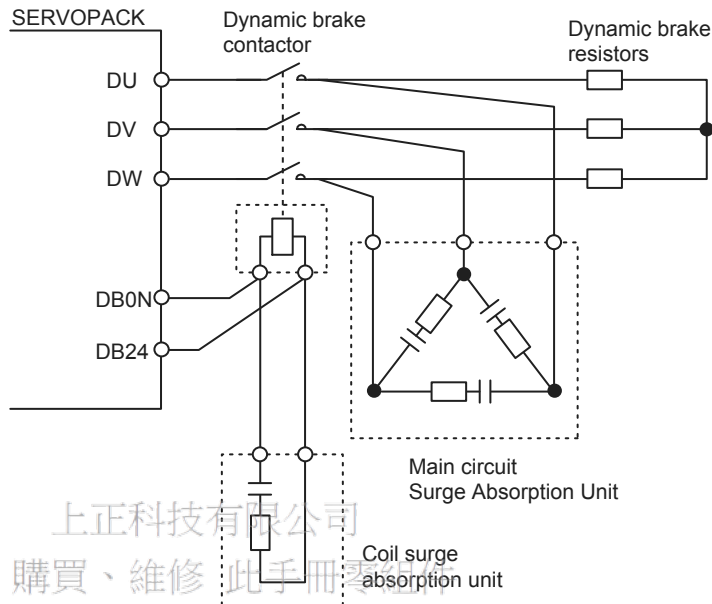 SERVOPACK
Dynamic brake
contactor
Dynamic brake
resistors
DU
DV
DW
DB0N
DB24
Main circuit
Surge Absorption Unit
上正科技有限公司
Coil surge
absorption unit
購買、維修 此手冊零組件